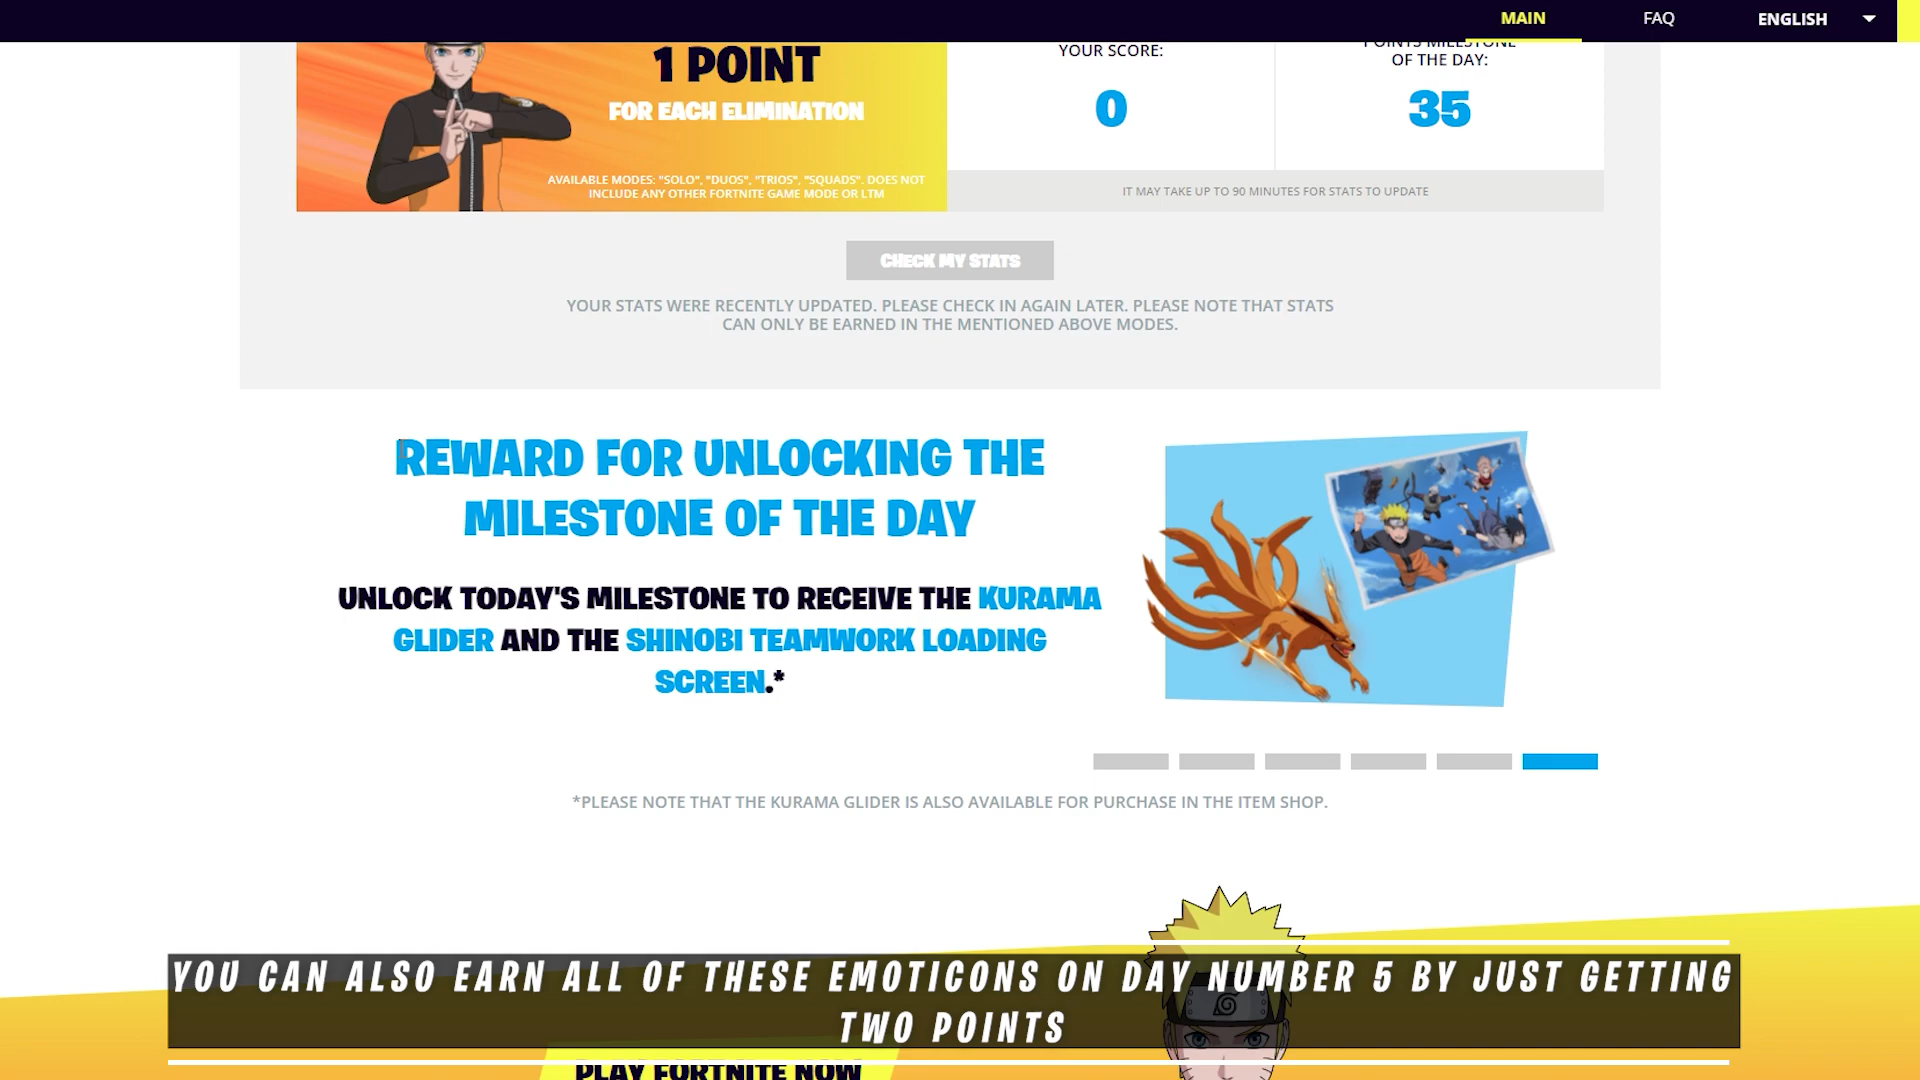 MAIN
FAQ
ENGLISH
1 POINT
FOR EACH ELIMINATION
AVAILABLE MODES: "SOLO", "DUOS", "TRIOS", "SQUADS". DOES NOT
INCLUDE ANY OTHER FORTNITE GAME MODE OR LTM
YOUR SCORE:
0
POINTS MILESTONE
OF THE DAY:
35
IT MAY TAKE UP TO 90 MINUTES FOR STATS TO UPDATE
CHECK MY STATS
YOUR STATS WERE RECENTLY UPDATED. PLEASE CHECK IN AGAIN LATER. PLEASE NOTE THAT STATS
CAN ONLY BE EARNED IN THE MENTIONED ABOVE MODES.
REWARD FOR UNLOCKING THE
MILESTONE OF THE DAY
UNLOCK TODAY'S MILESTONE TO RECEIVE THE KURAMA
GLIDER AND THE SHINOBI TEAMWORK LOADING
SCREEN.*
*PLEASE NOTE THAT THE KURAMA GLIDER IS ALSO AVAILABLE FOR PURCHASE IN THE ITEM SHOP.
YOU CAN ALSO EARN ALL OF THESE EMOTICONS ON DAY NUMBER 5 BY JUST GETTING
TWO POINTS
PLAY FORTNITE NOW